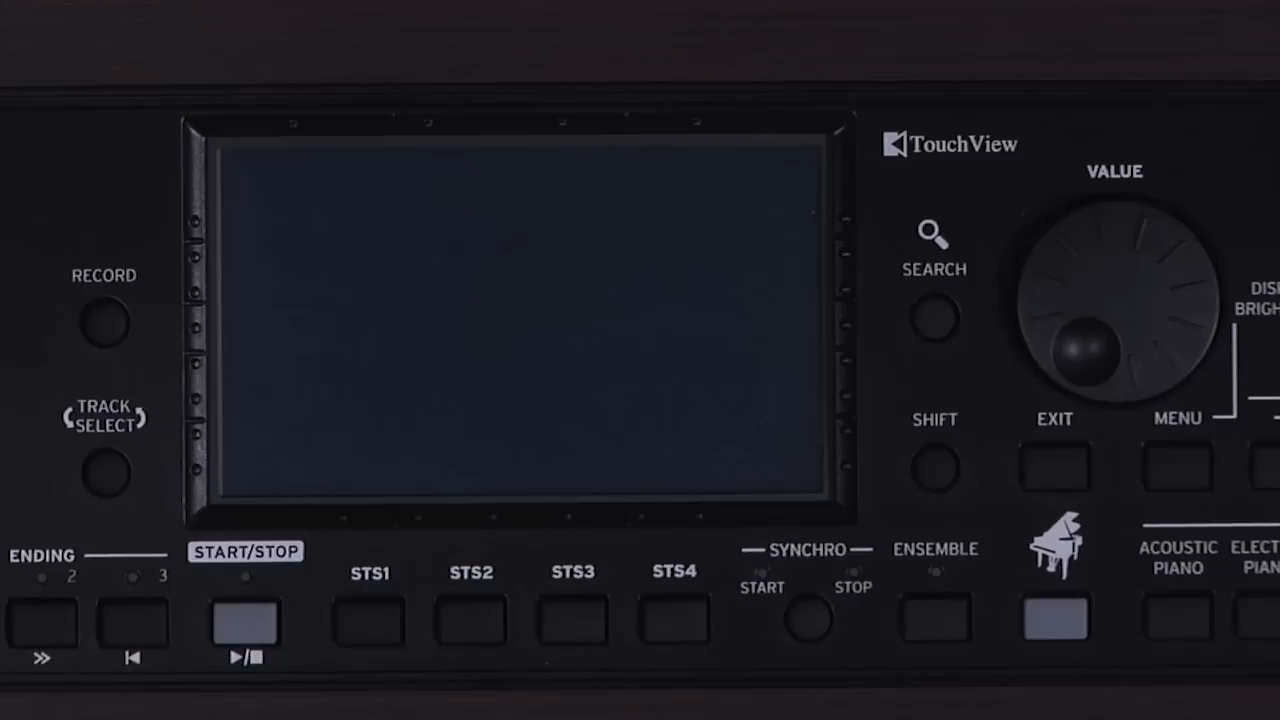 TouchView
VALUE
SEARCH
RECORD
TRACK
SELECT
SHIFT
EXIT
MENU
ENDING
2
3
START/STOP
STS1
STS2
STS3
STS4
SYNCHRO
START
STOP
ENSEMBLE
ACOUSTIC
PIANO